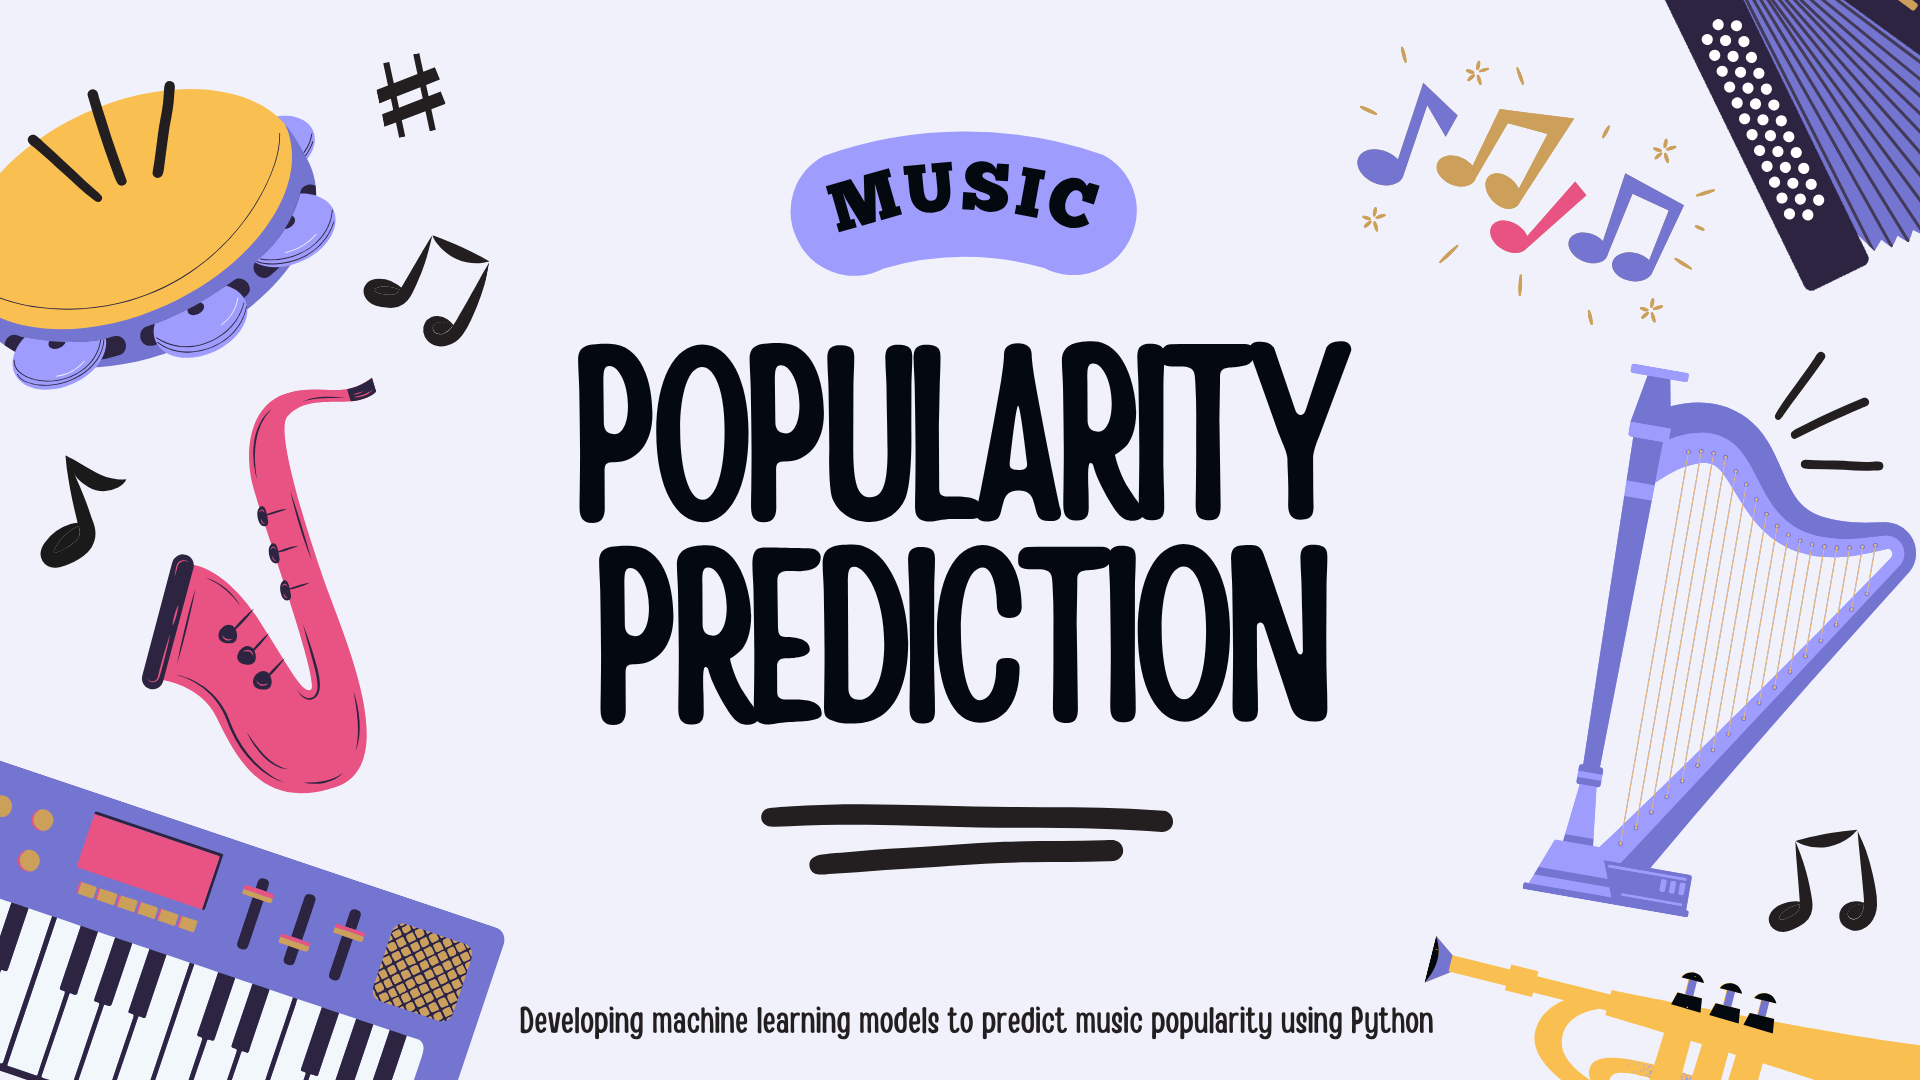 MUSIC
POPULARITY
PREDICTION
Developing machine learning models to predict music popularity using Python